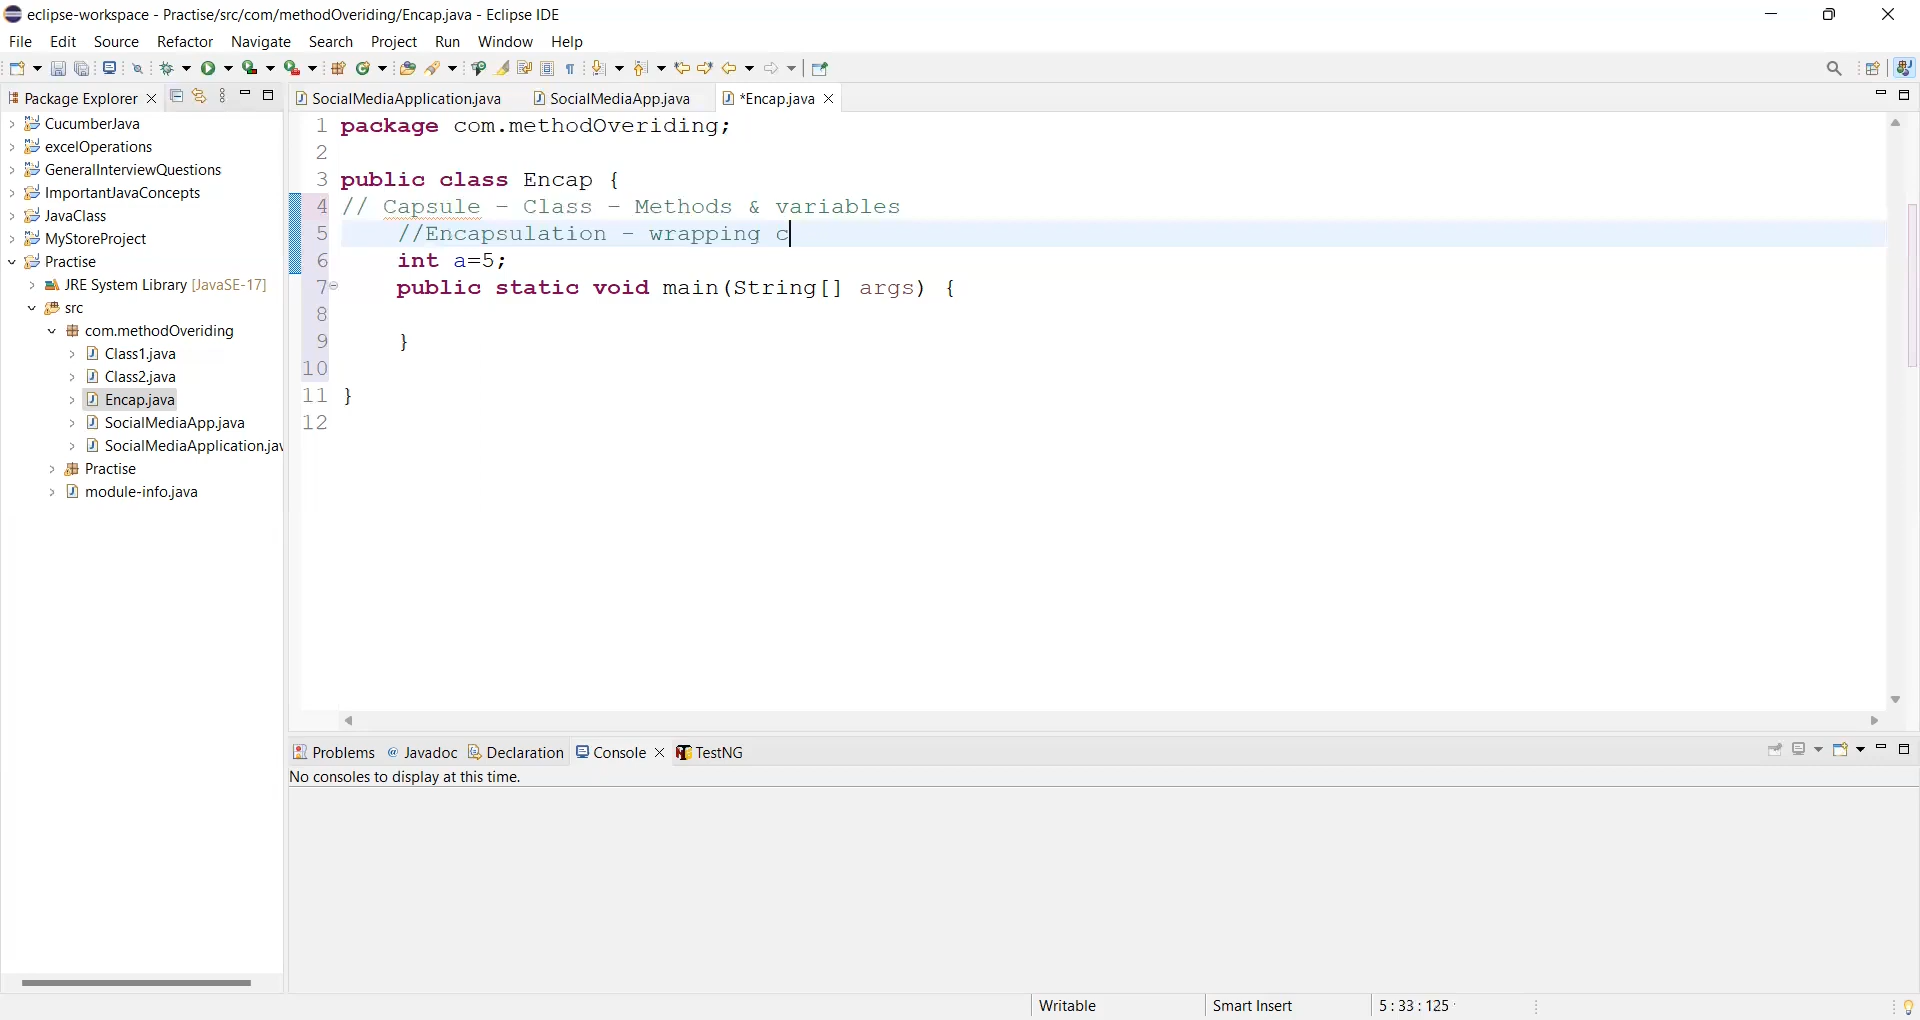 eclipse-workspace - Practise/src/com/methodOveriding/Encap.java - Eclipse IDE
File Edit Source Refactor Navigate Search Project Run Window Help
Package Explorer
CucumberJava
excelOperations
GeneralInterviewQuestions
ImportantJavaConcepts
JavaClass
MyStoreProject
Practise
JRE System Library [JavaSE-17]
src
com.methodOveriding
Class1.java
Class2.java
Encap.java
SocialMediaApp.java
SocialMediaApplication.jav
Practise
module-info.java
SocialMediaApplication.java SocialMediaApp.java *Encap.java
1 package com.methodOveriding;
2
3 public class Encap {
4 // Capsule - Class - Methods & variables
5 //Encapsulation - wrapping c
6 int a=5;
7 public static void main(String[] args) {
8
9 }
10
11 }
12
Problems @ Javadoc Declaration Console TestNG
No consoles to display at this time.
Writable Smart Insert 5 : 33 : 125